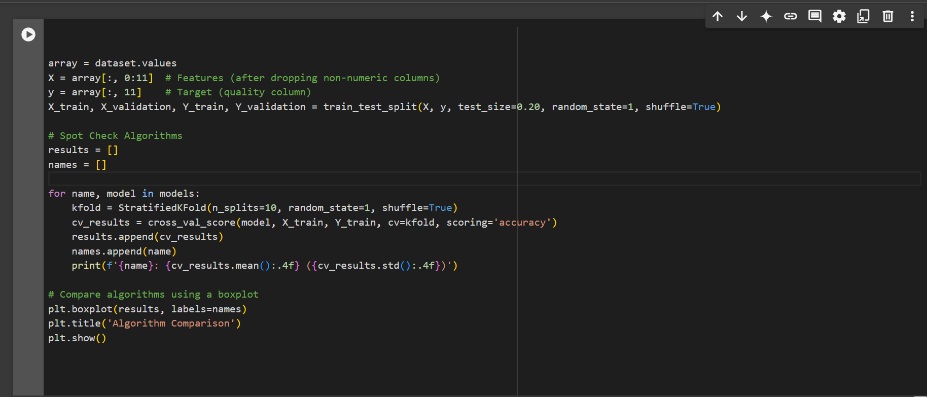 array = dataset.values
X = array[:, 0:11]  # Features (after dropping non-numeric columns)
y = array[:, 11]    # Target (quality column)
X_train, X_validation, Y_train, Y_validation = train_test_split(X, y, test_size=0.20, random_state=1, shuffle=True)
# Spot Check Algorithms
results = []
names = []
for name, model in models:
    kfold = StratifiedKFold(n_splits=10, random_state=1, shuffle=True)
    cv_results = cross_val_score(model, X_train, Y_train, cv=kfold, scoring='accuracy')
    results.append(cv_results)
    names.append(name)
    print(f'{name}: {cv_results.mean():.4f} ({cv_results.std():.4f})')
# Compare algorithms using a boxplot
plt.boxplot(results, labels=names)
plt.title('Algorithm Comparison')
plt.show()